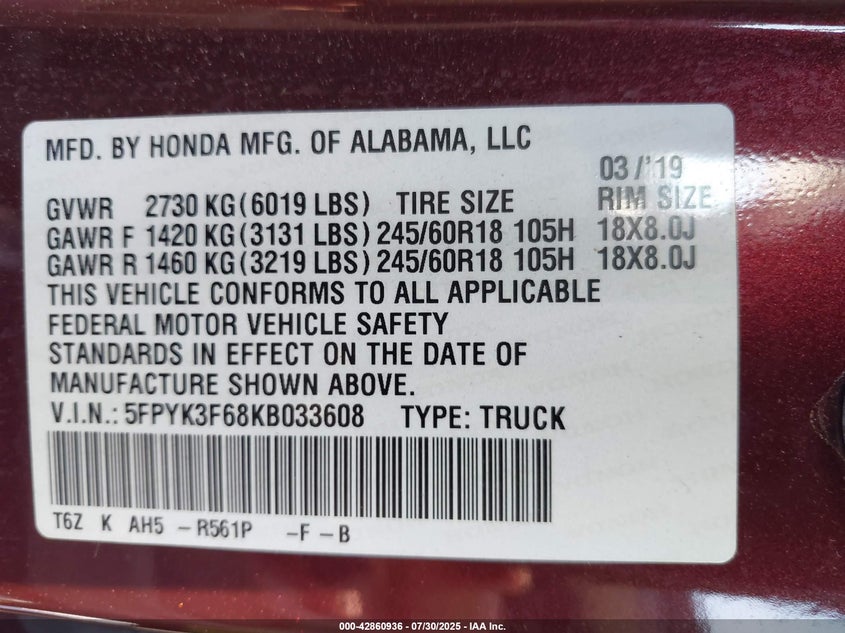 MFD. BY HONDA MFG. OF ALABAMA, LLC
03/'19
GVWR 2730 KG (6019 LBS) TIRE SIZE RIM SIZE
GAWR F 1420 KG (3131 LBS) 245/60R18 105H 18X8.0J
GAWR R 1460 KG (3219 LBS) 245/60R18 105H 18X8.0J
THIS VEHICLE CONFORMS TO ALL APPLICABLE
FEDERAL MOTOR VEHICLE SAFETY
STANDARDS IN EFFECT ON THE DATE OF
MANUFACTURE SHOWN ABOVE.
V.I.N.: 5FPYK3F68KB033608 TYPE: TRUCK
T6Z K AH5 – R561P –F – B
000-42860936 - 07/30/2025 - IAA Inc.